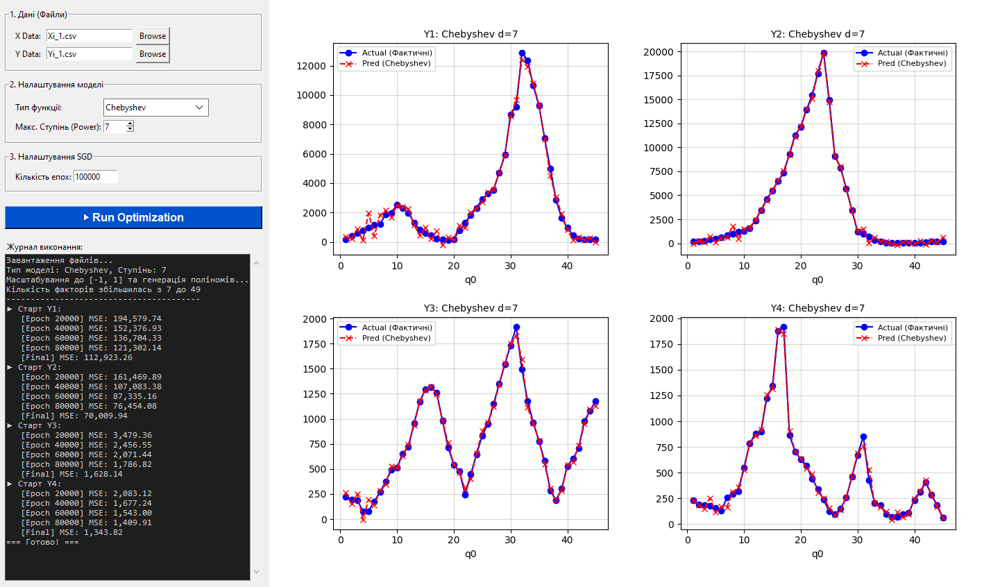 1. Дані (Файли)
X Data: Xi_1.csv Browse
Y Data: Yi_1.csv Browse
2. Налаштування моделі
Тип функції: Chebyshev
Макс. Ступінь (Power): 7
3. Налаштування SGD
Кількість епох: 100000
Run Optimization
Журнал виконання:
Завантаження файлів...
Тип моделі: Chebyshev, Ступінь: 7
Масштабування до [-1, 1] та генерація поліномів...
Кількість факторів збільшилась з 7 до 49
----------------------------------------
► Старт Y1:
[Epoch 20000] MSE: 194,579.74
[Epoch 40000] MSE: 152,376.93
[Epoch 60000] MSE: 136,704.33
[Epoch 80000] MSE: 121,302.14
[Final] MSE: 112,923.26
► Старт Y2:
[Epoch 20000] MSE: 161,469.89
[Epoch 40000] MSE: 107,083.38
[Epoch 60000] MSE: 87,335.16
[Epoch 80000] MSE: 76,454.08
[Final] MSE: 70,009.94
► Старт Y3:
[Epoch 20000] MSE: 3,479.36
[Epoch 40000] MSE: 2,456.55
[Epoch 60000] MSE: 2,071.44
[Epoch 80000] MSE: 1,786.82
[Final] MSE: 1,628.14
► Старт Y4:
[Epoch 20000] MSE: 2,083.12
[Epoch 40000] MSE: 1,677.24
[Epoch 60000] MSE: 1,543.00
[Epoch 80000] MSE: 1,409.91
[Final] MSE: 1,343.82
=== Готово! ===
Y1: Chebyshev d=7
Actual (Фактичні)
Pred (Chebyshev)
12000
10000
8000
6000
4000
2000
0
0 10 20 30 40
q0
Y2: Chebyshev d=7
Actual (Фактичні)
Pred (Chebyshev)
20000
17500
15000
12500
10000
7500
5000
2500
0
0 10 20 30 40
q0
Y3: Chebyshev d=7
Actual (Фактичні)
Pred (Chebyshev)
2000
1750
1500
1250
1000
750
500
250
0
0 10 20 30 40
q0
Y4: Chebyshev d=7
Actual (Фактичні)
Pred (Chebyshev)
2000
1750
1500
1250
1000
750
500
250
0
0 10 20 30 40
q0